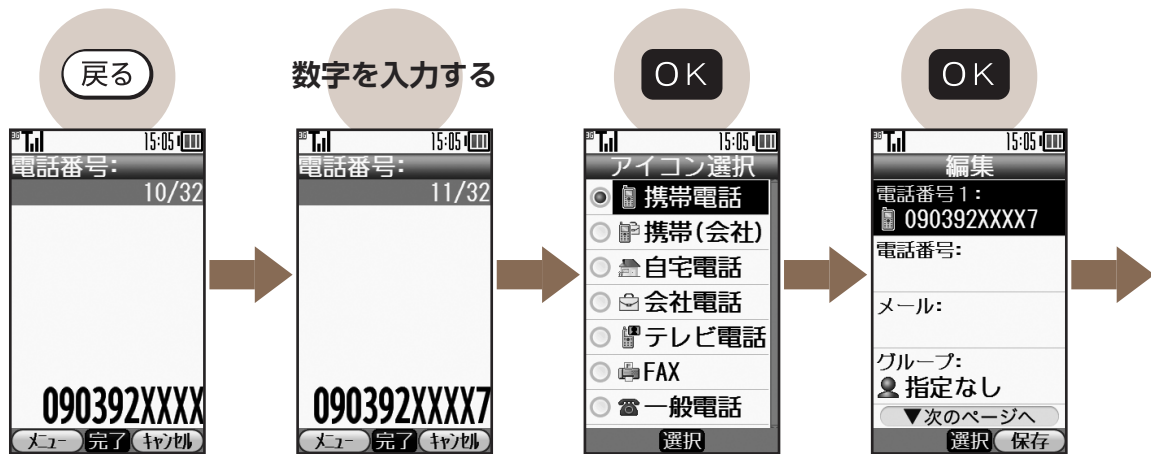 戻る
3G 15:05
電話番号:
10/32
090392XXXX
メニュー 完了 キャンセル
数字を入力する
3G 15:05
電話番号:
11/32
090392XXXX7
メニュー 完了 キャンセル
OK
3G 15:05
アイコン選択
携帯電話
携帯(会社)
自宅電話
会社電話
テレビ電話
FAX
一般電話
選択
OK
3G 15:05
編集
電話番号1:
090392XXXX7
電話番号:
メール:
グループ:
指定なし
▼次のページへ
選択 保存